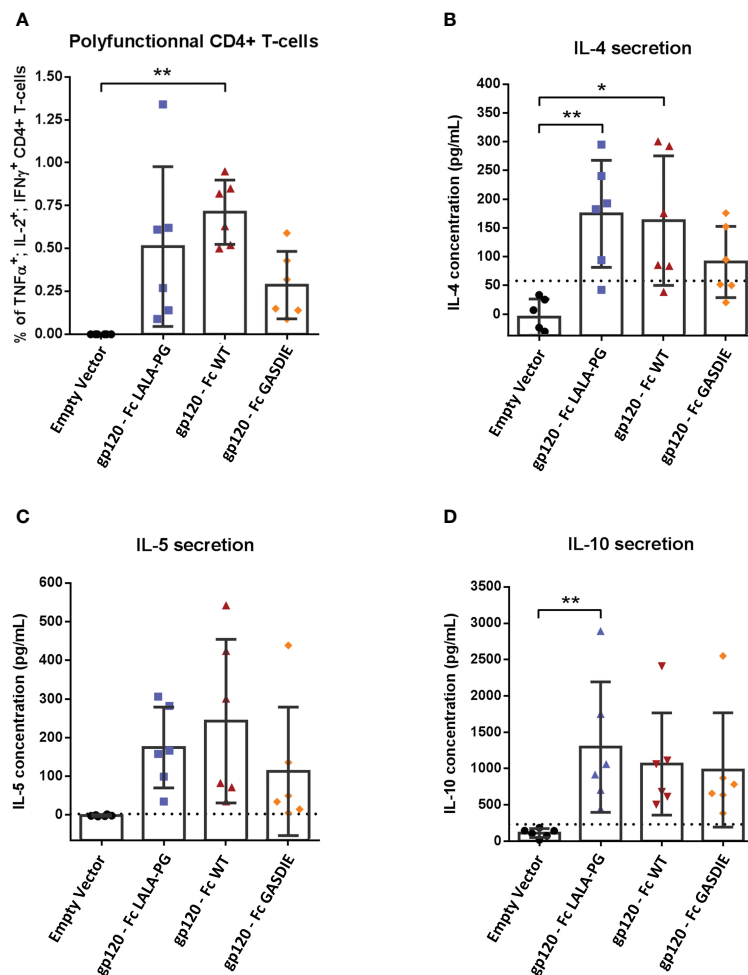 A
Polyfunctionnal CD4+ T-cells
% of TNFα+; IL-2+; IFNγ+ CD4+ T-cells
1.50
1.25
1.00
0.75
0.50
0.25
0.00
**
Empty Vector
gp120 - Fc LALA-PG
gp120 - Fc WT
gp120 - Fc GASDIE
B
IL-4 secretion
IL-4 concentration (pg/mL)
400
350
300
250
200
150
100
50
0
*
**
Empty Vector
gp120 - Fc LALA-PG
gp120 - Fc WT
gp120 - Fc GASDIE
C
IL-5 secretion
IL-5 concentration (pg/mL)
600
500
400
300
200
100
0
Empty Vector
gp120 - Fc LALA-PG
gp120 - Fc WT
gp120 - Fc GASDIE
D
IL-10 secretion
IL-10 concentration (pg/mL)
3500
3000
2500
2000
1500
1000
500
0
**
Empty Vector
gp120 - Fc LALA-PG
gp120 - Fc WT
gp120 - Fc GASDIE